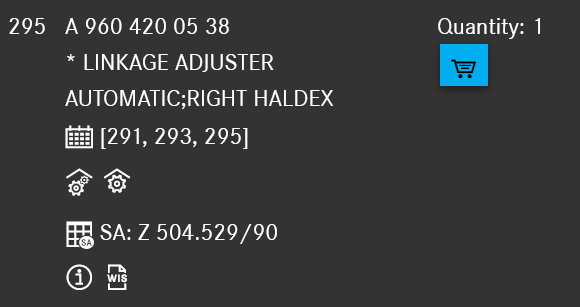 295 A 960 420 05 38 Quantity: 1
* LINKAGE ADJUSTER
AUTOMATIC;RIGHT HALDEX
[291, 293, 295]
SA SA: Z 504.529/90
i WIS